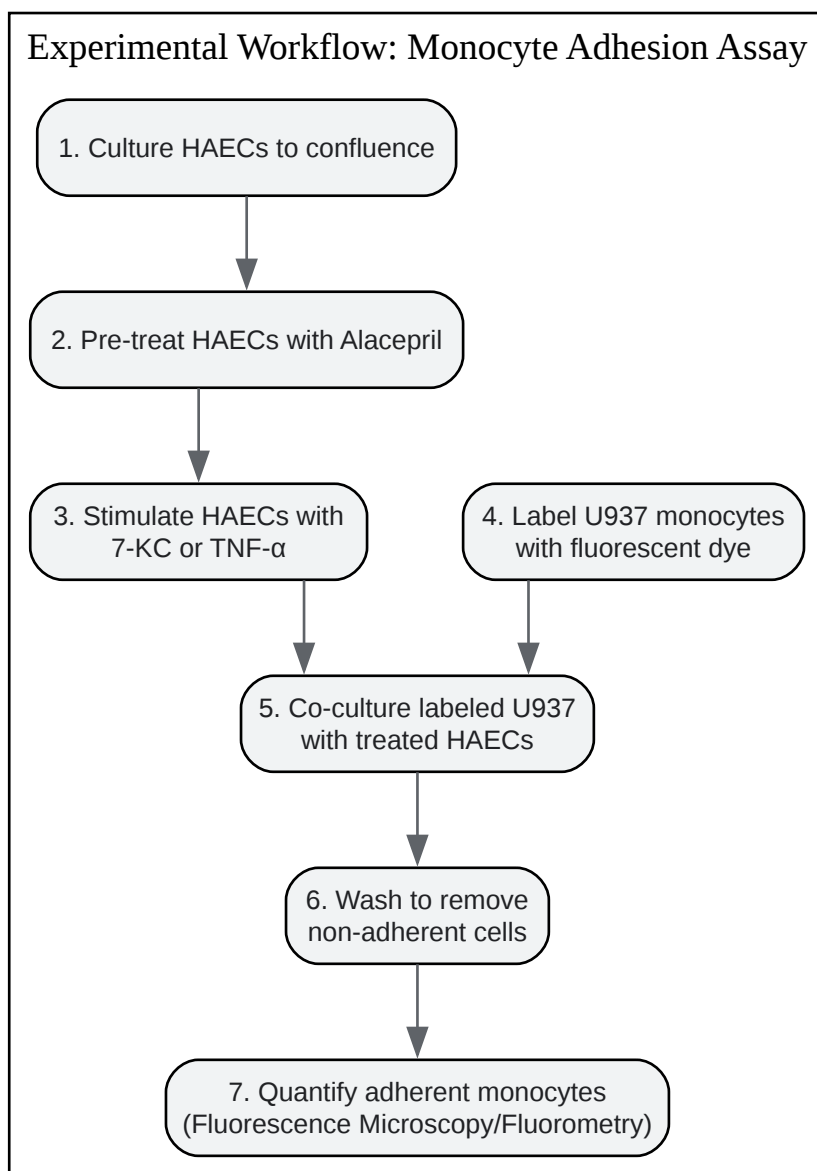 Experimental Workflow: Monocyte Adhesion Assay
1. Culture HAECs to confluence
2. Pre-treat HAECs with Alacepril
3. Stimulate HAECs with
7-KC or TNF-α
4. Label U937 monocytes
with fluorescent dye
5. Co-culture labeled U937
with treated HAECs
6. Wash to remove
non-adherent cells
7. Quantify adherent monocytes
(Fluorescence Microscopy/Fluorometry)